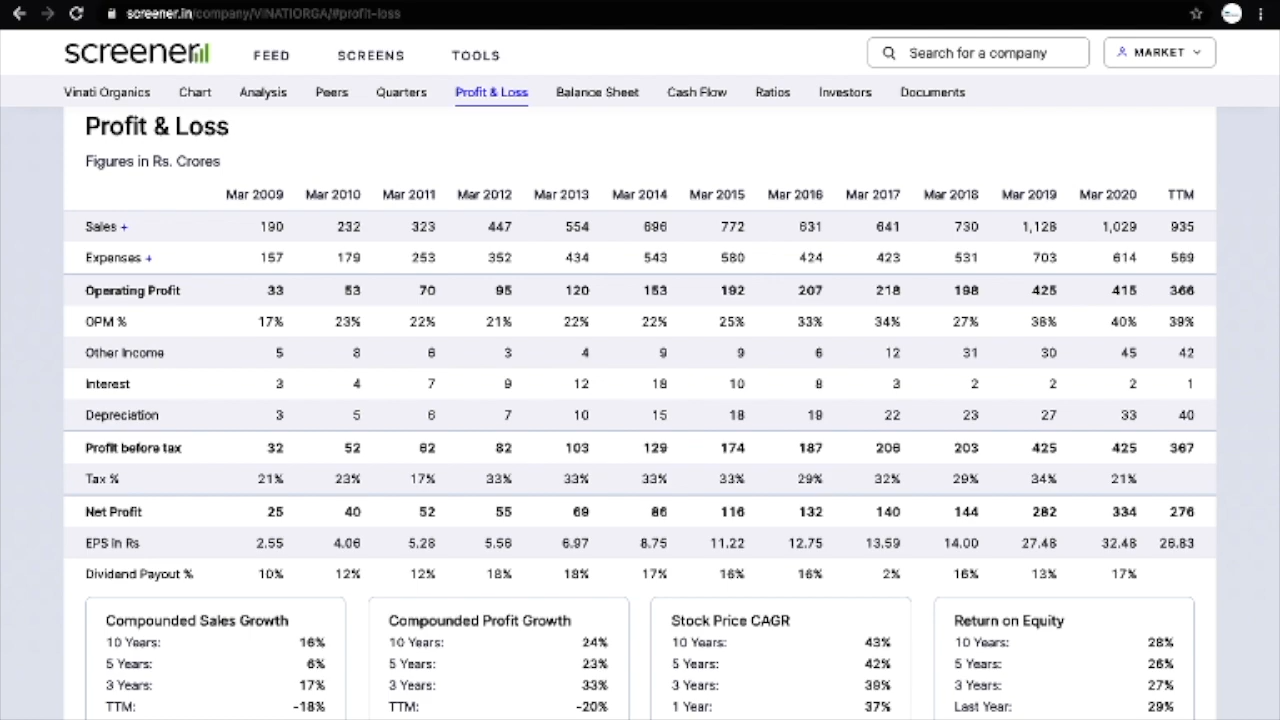 screener.in/company/VINATIORGA/#profit-loss
screener FEED SCREENS TOOLS Search for a company MARKET
Vinati Organics Chart Analysis Peers Quarters Profit & Loss Balance Sheet Cash Flow Ratios Investors Documents
Profit & Loss
Figures in Rs. Crores
Mar 2009 Mar 2010 Mar 2011 Mar 2012 Mar 2013 Mar 2014 Mar 2015 Mar 2016 Mar 2017 Mar 2018 Mar 2019 Mar 2020 TTM
Sales + 190 232 323 447 554 696 772 631 641 730 1,128 1,029 935
Expenses + 157 179 253 352 434 543 580 424 423 531 703 614 569
Operating Profit 33 53 70 95 120 153 192 207 218 198 425 415 366
OPM % 17% 23% 22% 21% 22% 22% 25% 33% 34% 27% 38% 40% 39%
Other Income 5 8 6 3 4 9 9 6 12 31 30 45 42
Interest 3 4 7 9 12 18 10 8 3 2 2 2 1
Depreciation 3 5 6 7 10 15 18 19 22 23 27 33 40
Profit before tax 32 52 62 82 103 129 174 187 206 203 425 425 367
Tax % 21% 23% 17% 33% 33% 33% 33% 29% 32% 29% 34% 21%
Net Profit 25 40 52 55 69 86 116 132 140 144 282 334 276
EPS in Rs 2.55 4.06 5.28 5.56 6.97 8.75 11.22 12.75 13.59 14.00 27.48 32.48 26.83
Dividend Payout % 10% 12% 12% 18% 18% 17% 16% 16% 2% 16% 13% 17%
Compounded Sales Growth
10 Years: 16%
5 Years: 6%
3 Years: 17%
TTM: -18%
Compounded Profit Growth
10 Years: 24%
5 Years: 23%
3 Years: 33%
TTM: -20%
Stock Price CAGR
10 Years: 43%
5 Years: 42%
3 Years: 39%
1 Year: 37%
Return on Equity
10 Years: 28%
5 Years: 26%
3 Years: 27%
Last Year: 29%